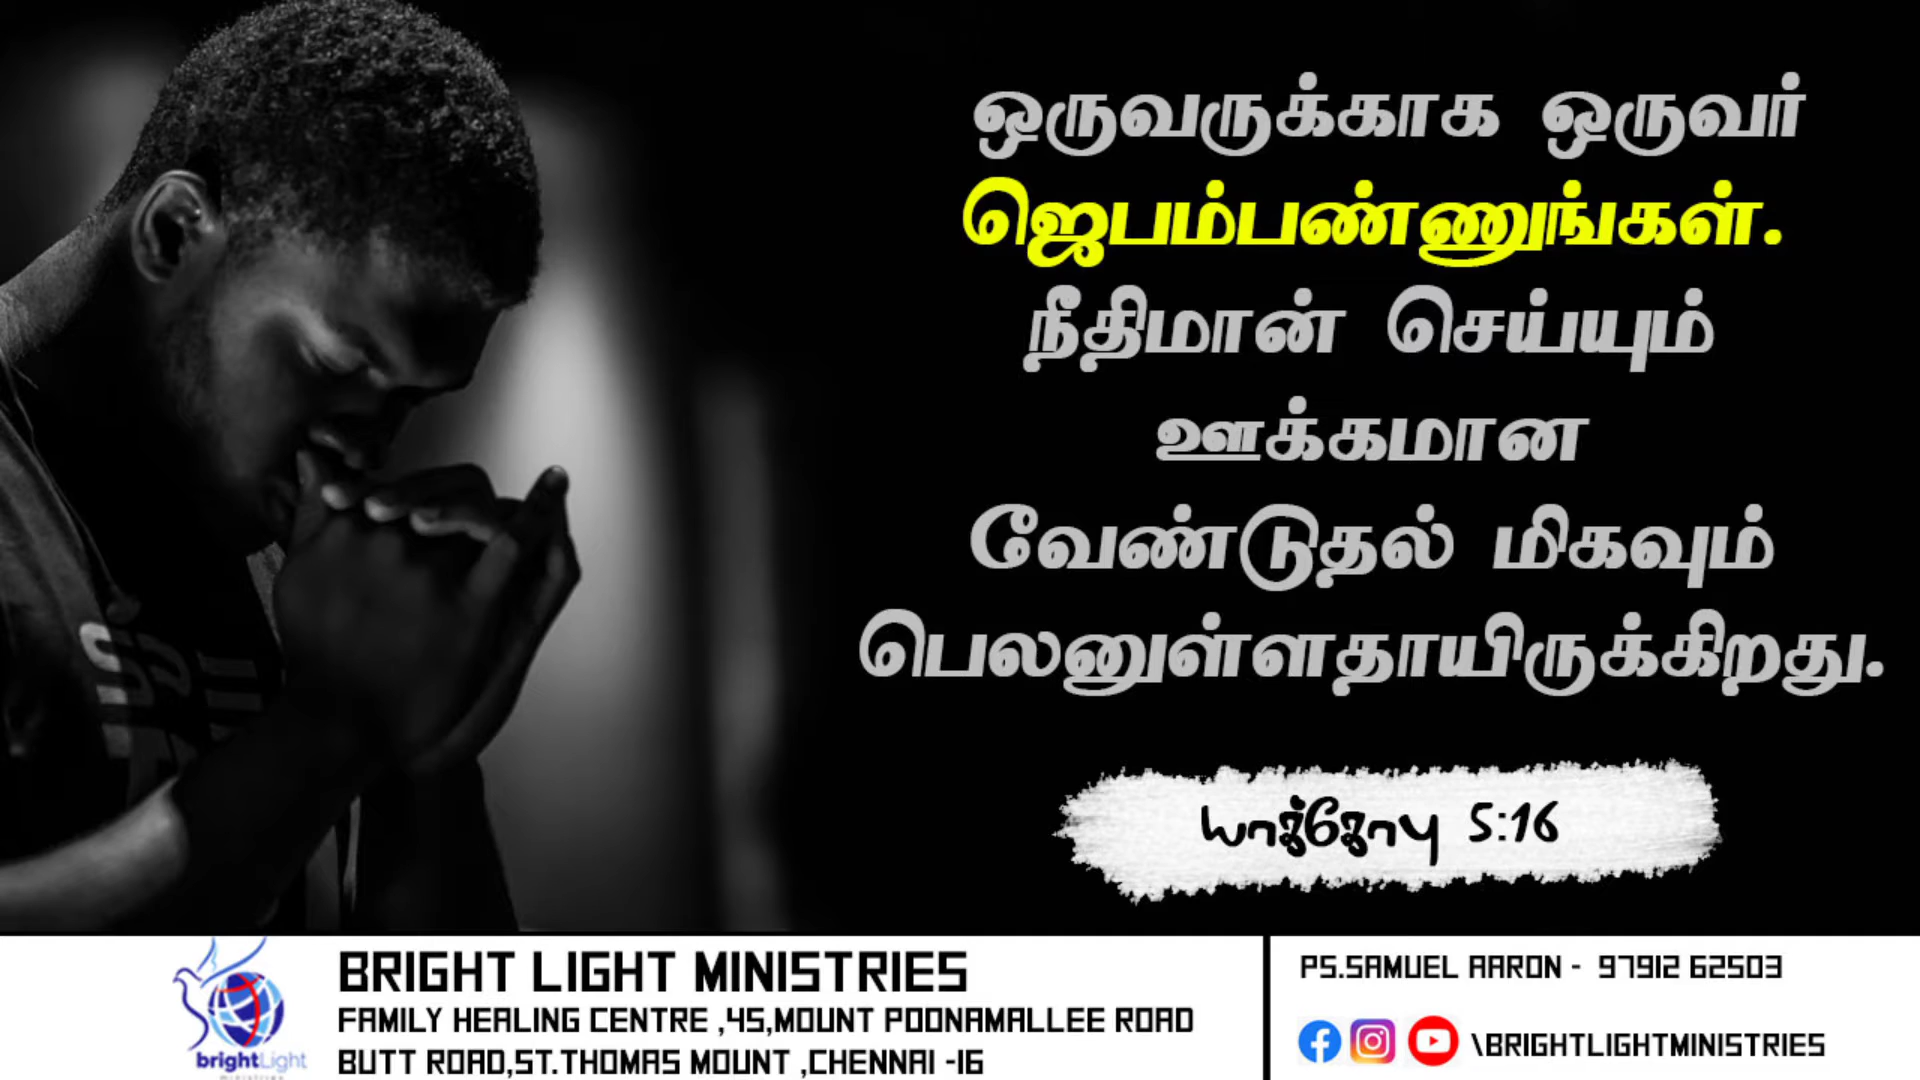 ஒருவருக்காக ஒருவர்
ஜெபம்பண்ணுங்கள்.
நீதிமான் செய்யும்
ஊக்கமான
வேண்டுதல் மிகவும்
பெலனுள்ளதாயிருக்கிறது.
யாக்கோபு 5:16
BRIGHT LIGHT MINISTRIES
FAMILY HEALING CENTRE ,45,MOUNT POONAMALLEE ROAD
BUTT ROAD,ST.THOMAS MOUNT ,CHENNAI -16
brightLight
ministries
PS.SAMUEL AARON - 97912 62503
\BRIGHTLIGHTMINISTRIES